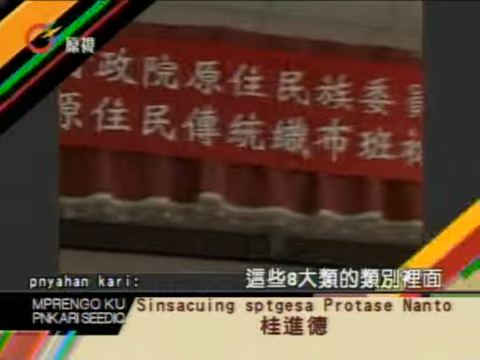 原視
政院原住民族委員
原住民傳統織布班
pnyahan kari:
這些8大類的類別裡面
MPRENGO KU
PNKARI SEEDIQ
Sinsacuing sptgesa Protase Nanto
桂進德